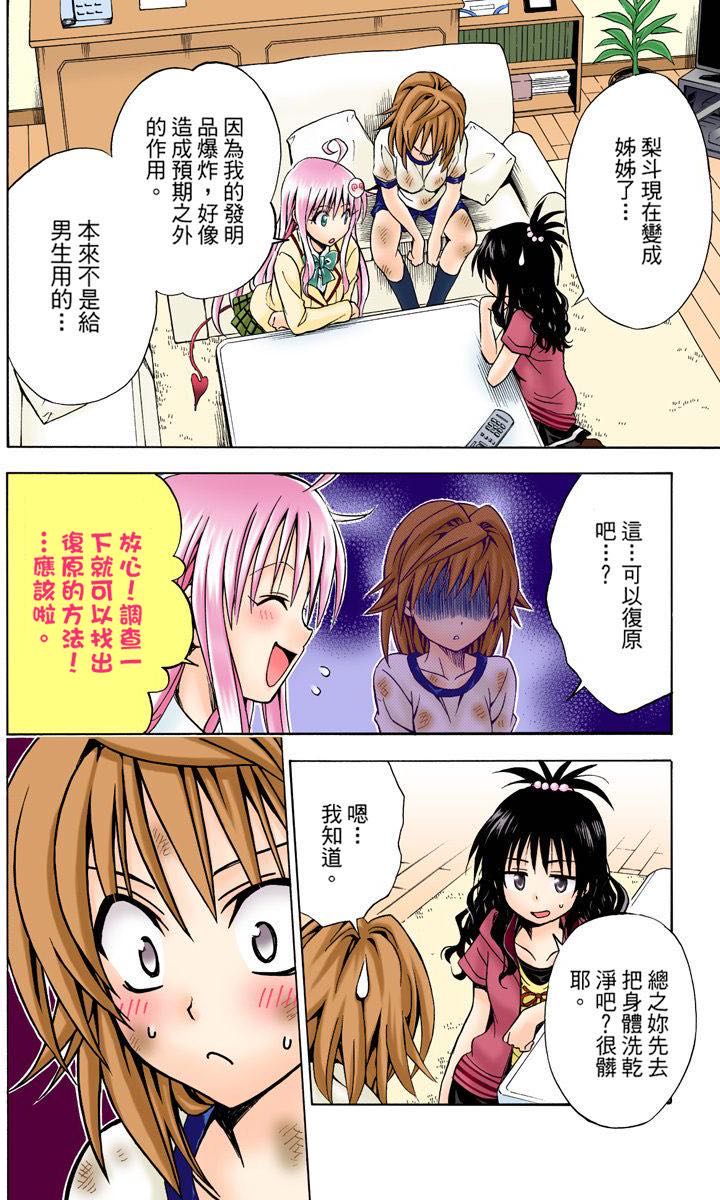 梨斗現在變成
姊姊了…
因為我的發明
品爆炸，好像
造成預期之外
的作用。
本來不是給
男生用的…
這…可以復原
吧…？
放心！調查一
下就可以找出
復原的方法！
…應該啦。
總之妳先去
把身體洗乾
淨吧？很髒
耶。
嗯…
我知道。